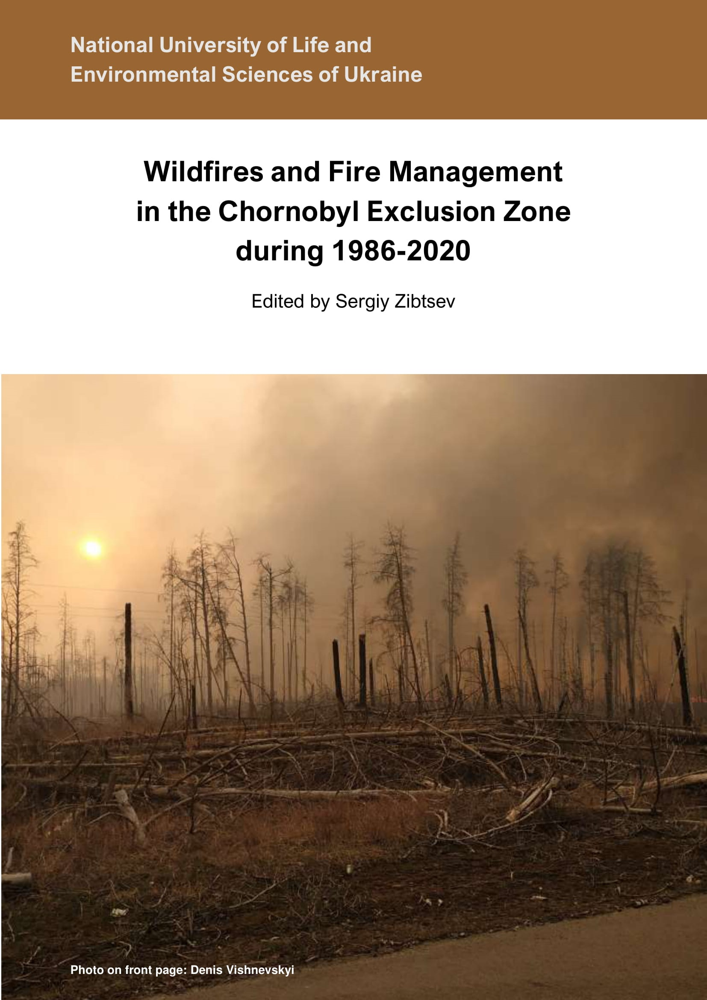 National University of Life and
Environmental Sciences of Ukraine
Wildfires and Fire Management
in the Chornobyl Exclusion Zone
during 1986-2020
Edited by Sergiy Zibtsev
Photo on front page: Denis Vishnevskyi